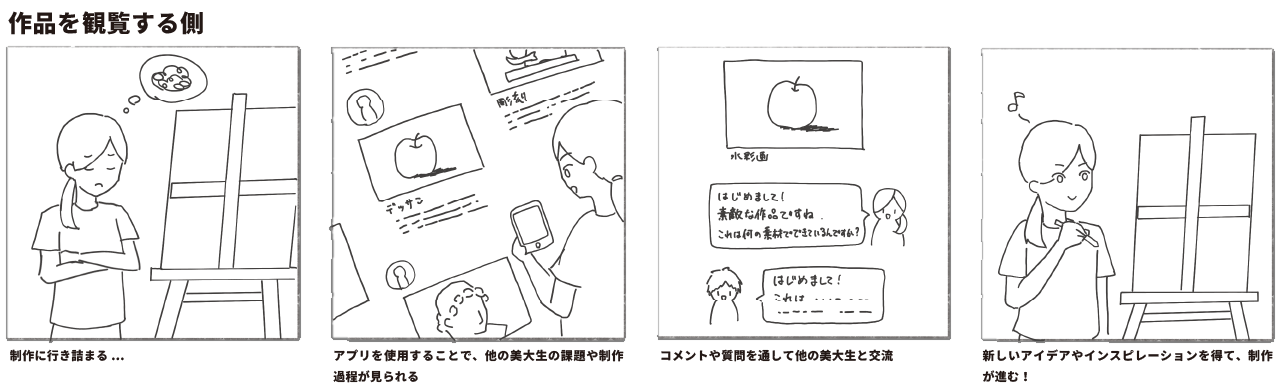 作品を観覧する側
彫刻
デッサン
水彩画
はじめまして！
素敵な作品ですね．
これは何の素材でできているんですか？
はじめまして！
これは
制作に行き詰まる ...
アプリを使用することで、他の美大生の課題や制作
過程が見られる
コメントや質問を通して他の美大生と交流
新しいアイデアやインスピレーションを得て、制作
が進む！